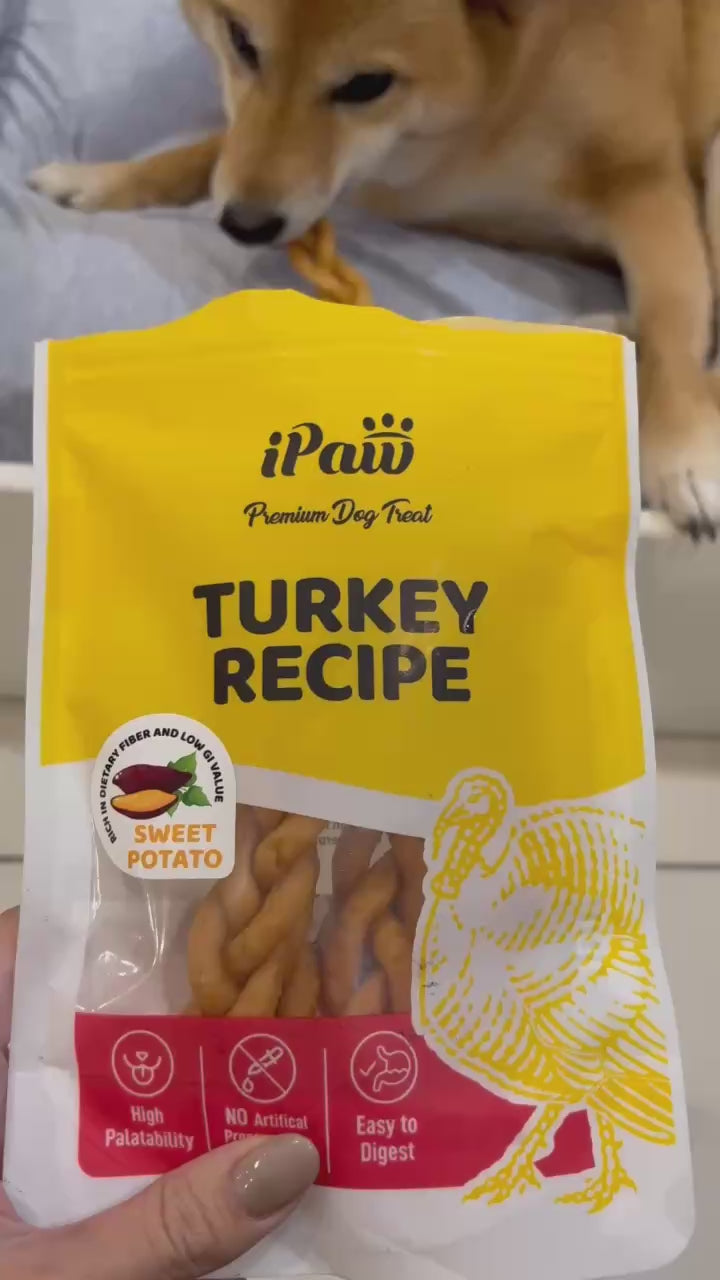 iPaw
Premium Dog Treat
TURKEY
RECIPE
RICH IN DIETARY FIBER AND LOW GI VALUE
SWEET
POTATO
High
Palatability
NO Artifical
Easy to
Digest